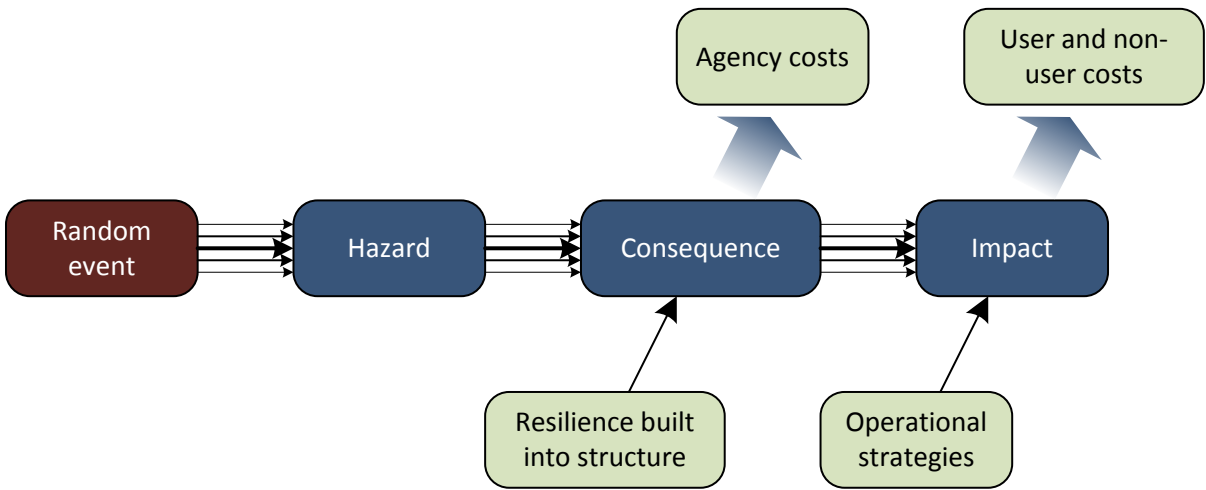 Agency costs
User and non-
user costs
Random
event
Hazard
Consequence
Impact
Resilience built
into structure
Operational
strategies